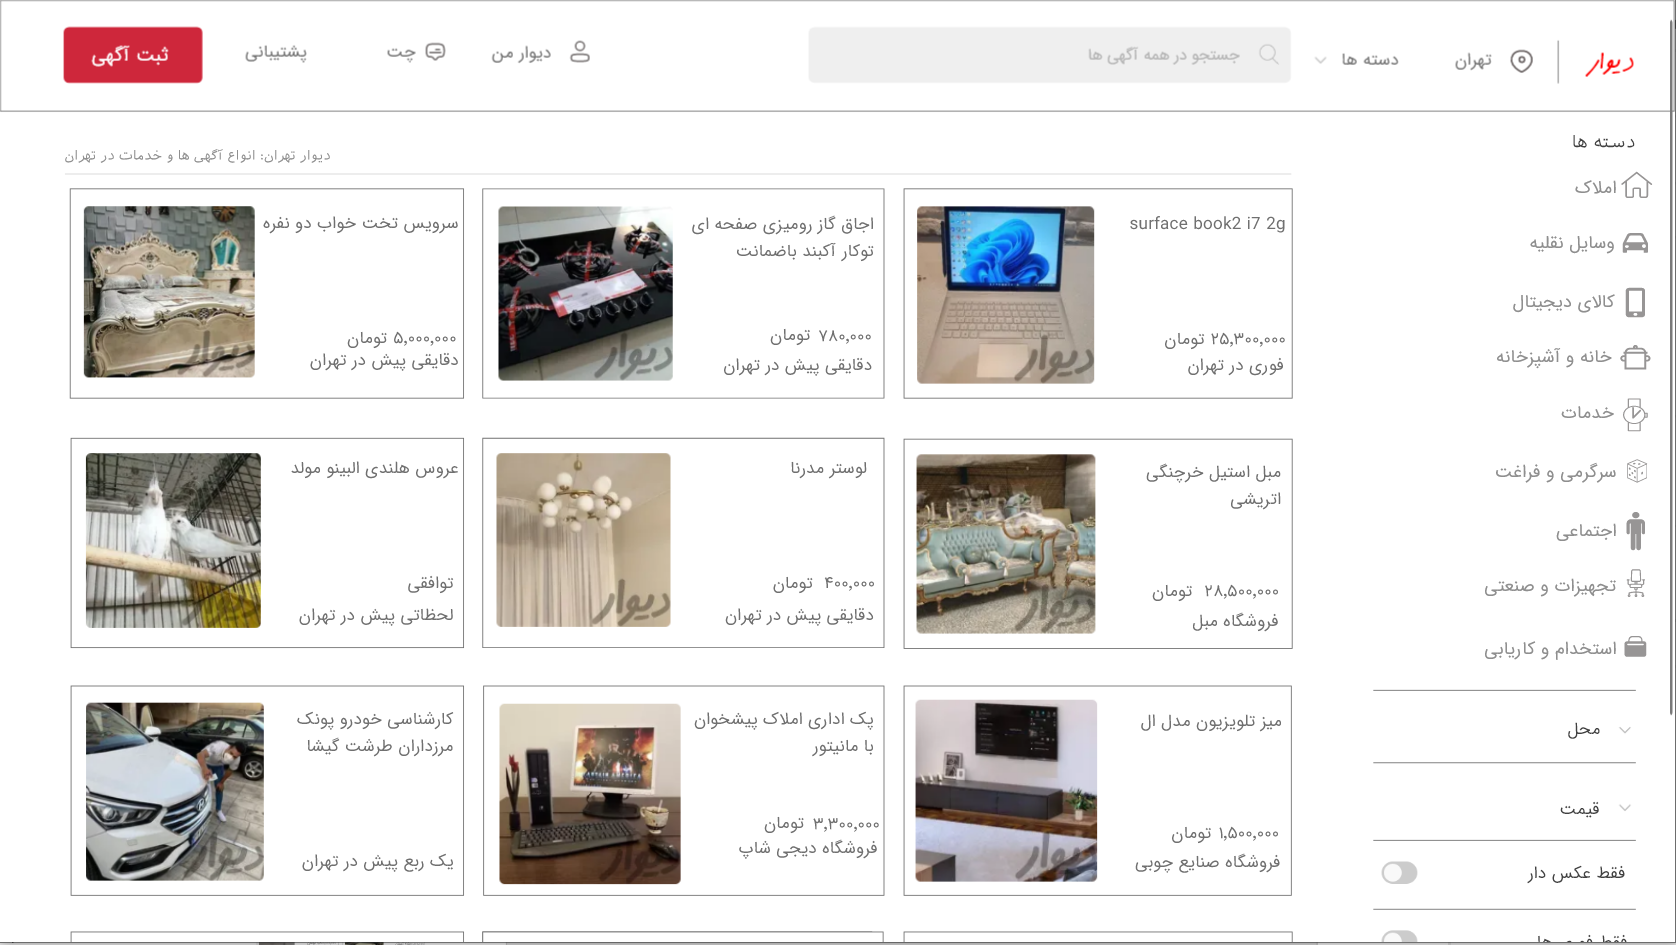 دیوار
تهران
دسته ها
جستجو در همه آگهی ها
دیوار من
چت
پشتیبانی
ثبت آگهی
دسته ها
املاک
وسایل نقلیه
کالای دیجیتال
خانه و آشپزخانه
خدمات
سرگرمی و فراغت
اجتماعی
تجهیزات و صنعتی
استخدام و کاریابی
محل
قیمت
فقط عکس دار
دیوار تهران: انواع آگهی ها و خدمات در تهران
surface book2 i7 2g
۲۵,۳۰۰,۰۰۰ تومان
فوری در تهران
دیوار
اجاق گاز رومیزی صفحه ای
توکار آکبند باضمانت
۷۸۰,۰۰۰ تومان
دقایقی پیش در تهران
دیوار
سرویس تخت خواب دو نفره
۵,۰۰۰,۰۰۰ تومان
دقایقی پیش در تهران
دیوار
مبل استیل خرچنگی
اتریشی
۲۸,۵۰۰,۰۰۰ تومان
فروشگاه مبل
دیوار
لوستر مدرنا
۴۰۰,۰۰۰ تومان
دقایقی پیش در تهران
دیوار
عروس هلندی البینو مولد
توافقی
لحظاتی پیش در تهران
میز تلویزیون مدل ال
۱,۵۰۰,۰۰۰ تومان
فروشگاه صنایع چوبی
دیوار
پک اداری املاک پیشخوان
با مانیتور
۳,۳۰۰,۰۰۰ تومان
فروشگاه دیجی شاپ
CAPTAIN AMERICA
کارشناسی خودرو پونک
مرزداران طرشت گیشا
یک ربع پیش در تهران
دیوار